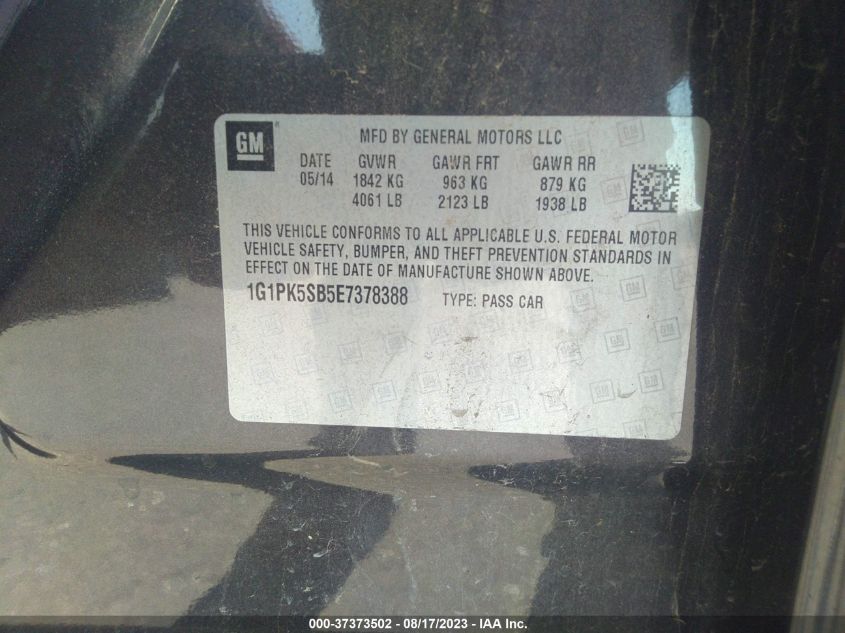 GM
MFD BY GENERAL MOTORS LLC
DATE GVWR GAWR FRT GAWR RR
05/14 1842 KG 963 KG 879 KG
4061 LB 2123 LB 1938 LB
THIS VEHICLE CONFORMS TO ALL APPLICABLE U.S. FEDERAL MOTOR
VEHICLE SAFETY, BUMPER, AND THEFT PREVENTION STANDARDS IN
EFFECT ON THE DATE OF MANUFACTURE SHOWN ABOVE.
1G1PK5SB5E7378388 TYPE: PASS CAR
000-37373502 - 08/17/2023 - IAA Inc.